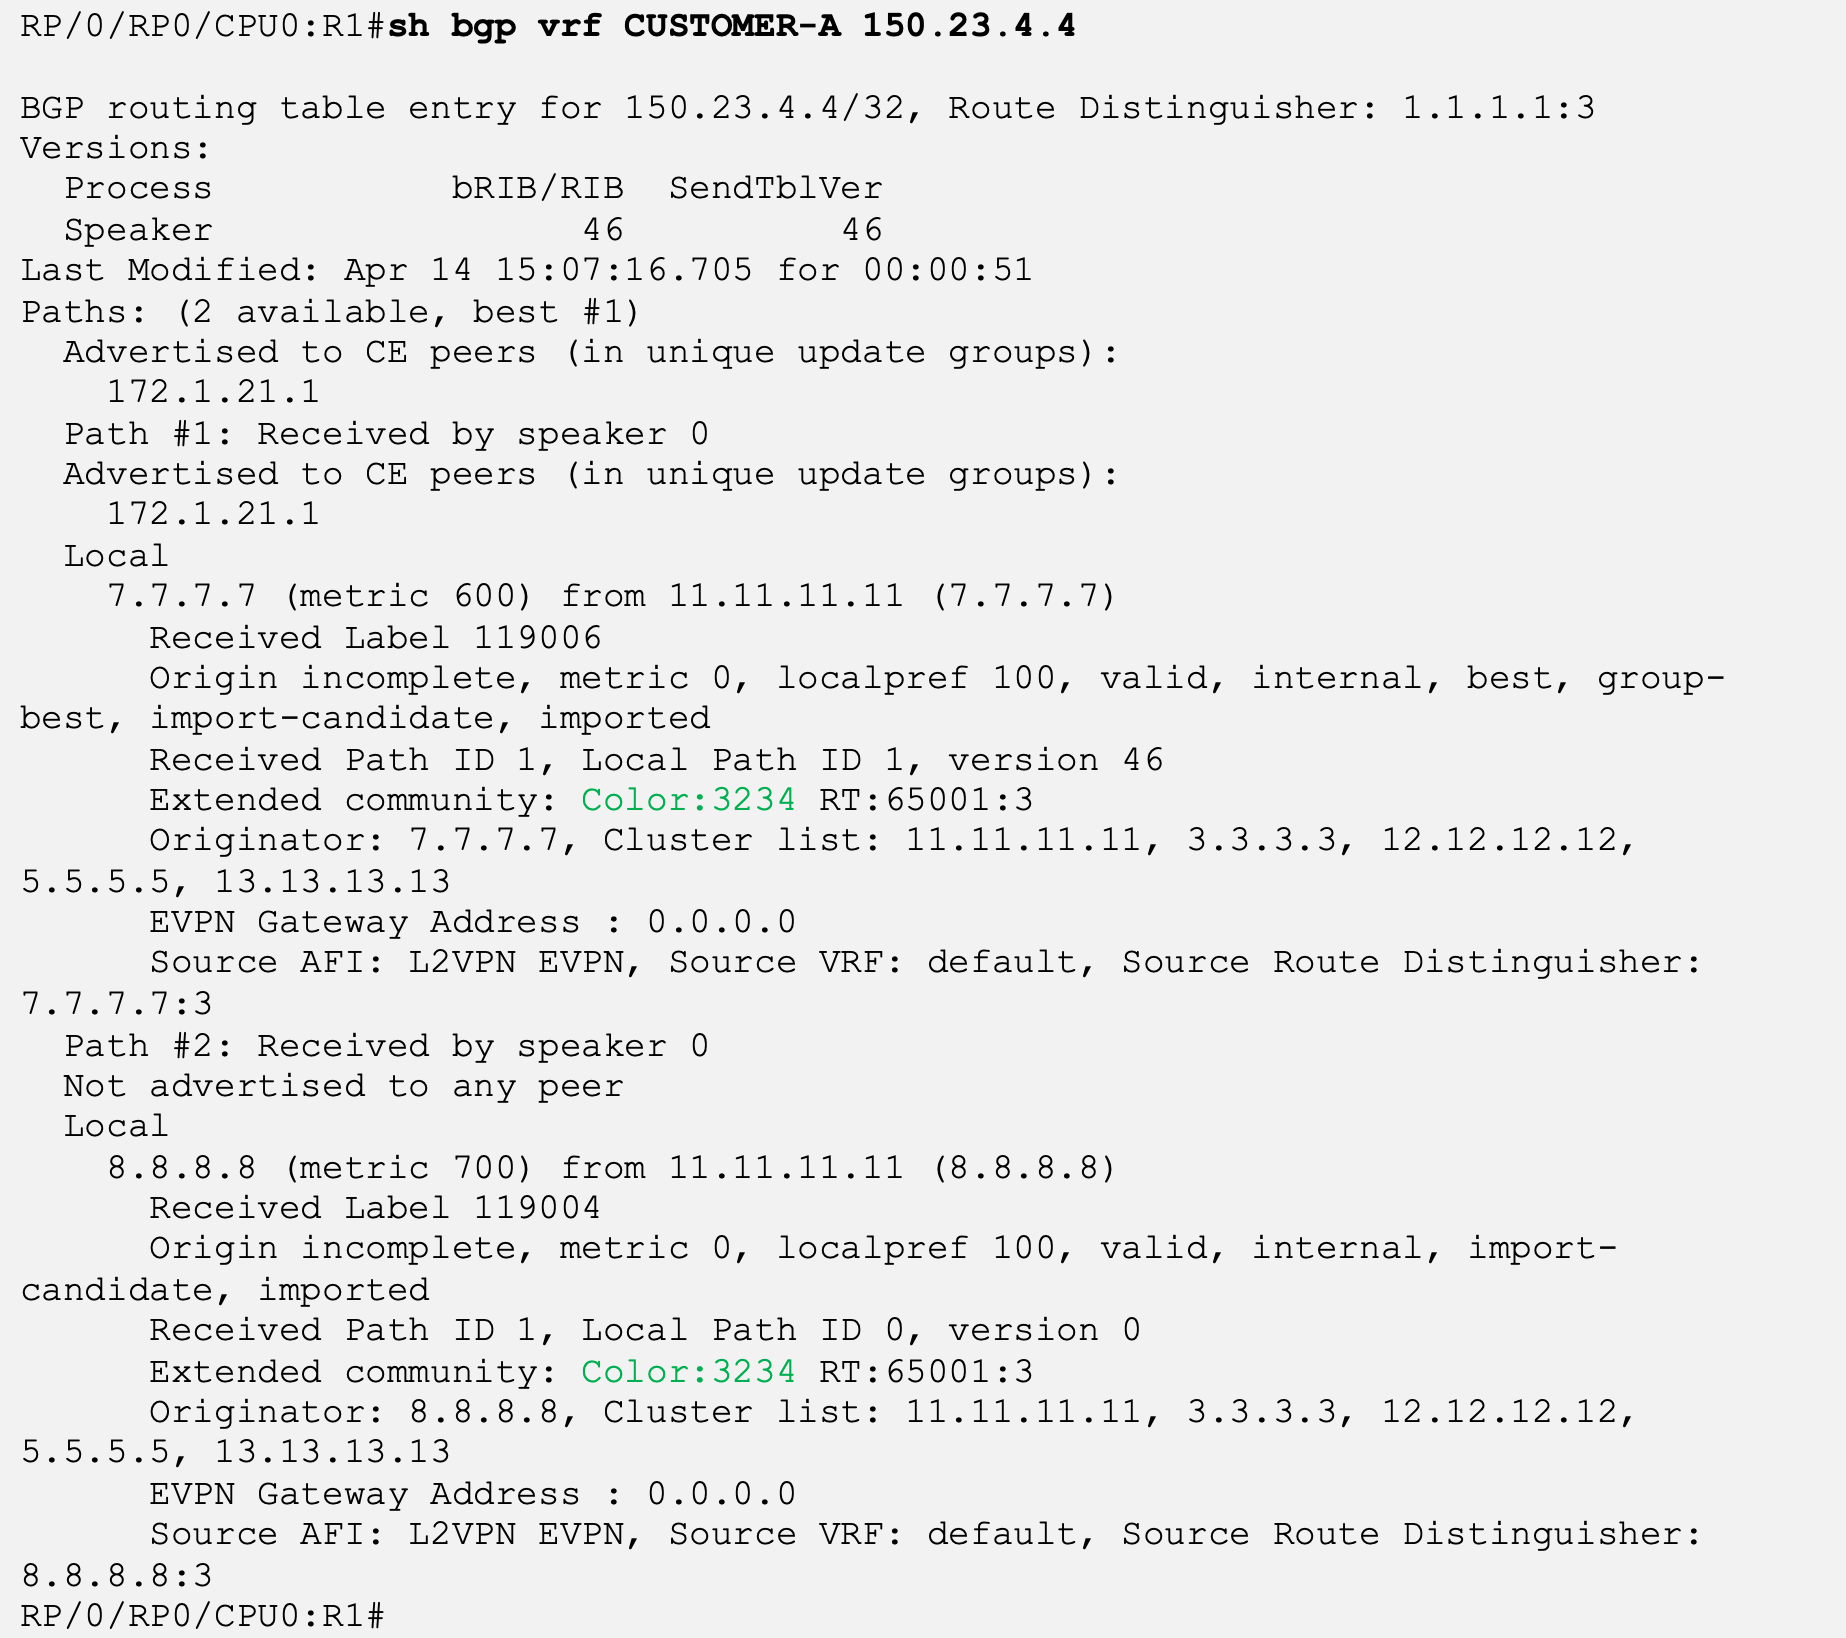 RP/0/RP0/CPU0:R1#sh bgp vrf CUSTOMER-A 150.23.4.4
BGP routing table entry for 150.23.4.4/32, Route Distinguisher: 1.1.1.1:3
Versions:
  Process           bRIB/RIB  SendTblVer
  Speaker                 46          46
Last Modified: Apr 14 15:07:16.705 for 00:00:51
Paths: (2 available, best #1)
  Advertised to CE peers (in unique update groups):
    172.1.21.1
  Path #1: Received by speaker 0
  Advertised to CE peers (in unique update groups):
    172.1.21.1
  Local
    7.7.7.7 (metric 600) from 11.11.11.11 (7.7.7.7)
      Received Label 119006
      Origin incomplete, metric 0, localpref 100, valid, internal, best, group-
best, import-candidate, imported
      Received Path ID 1, Local Path ID 1, version 46
      Extended community: Color:3234 RT:65001:3
      Originator: 7.7.7.7, Cluster list: 11.11.11.11, 3.3.3.3, 12.12.12.12,
5.5.5.5, 13.13.13.13
      EVPN Gateway Address : 0.0.0.0
      Source AFI: L2VPN EVPN, Source VRF: default, Source Route Distinguisher:
7.7.7.7:3
  Path #2: Received by speaker 0
  Not advertised to any peer
  Local
    8.8.8.8 (metric 700) from 11.11.11.11 (8.8.8.8)
      Received Label 119004
      Origin incomplete, metric 0, localpref 100, valid, internal, import-
candidate, imported
      Received Path ID 1, Local Path ID 0, version 0
      Extended community: Color:3234 RT:65001:3
      Originator: 8.8.8.8, Cluster list: 11.11.11.11, 3.3.3.3, 12.12.12.12,
5.5.5.5, 13.13.13.13
      EVPN Gateway Address : 0.0.0.0
      Source AFI: L2VPN EVPN, Source VRF: default, Source Route Distinguisher:
8.8.8.8:3
RP/0/RP0/CPU0:R1#